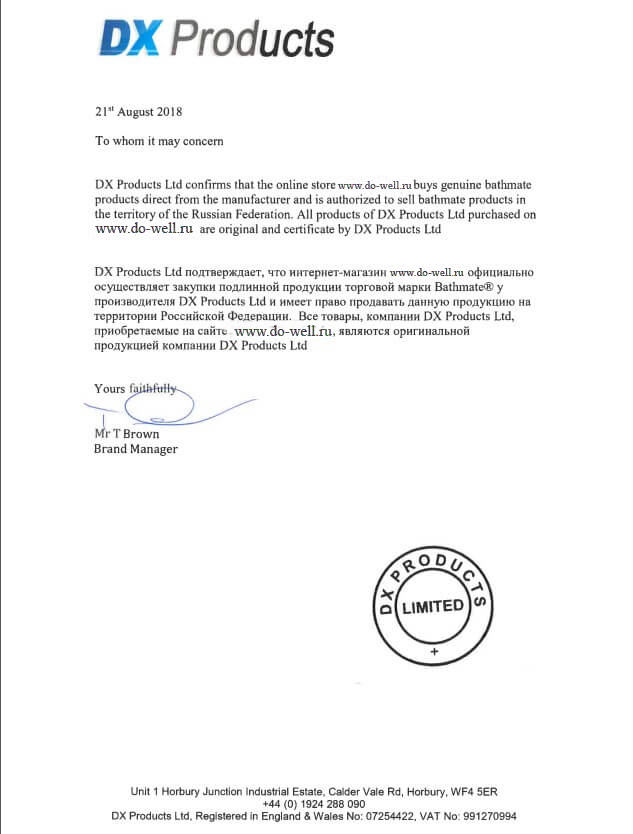 DX Products
21st August 2018
To whom it may concern
DX Products Ltd confirms that the online store www.do-well.ru buys genuine bathmate
products direct from the manufacturer and is authorized to sell bathmate products in
the territory of the Russian Federation. All products of DX Products Ltd purchased on
www.do-well.ru are original and certificate by DX Products Ltd
DX Products Ltd подтверждает, что интернет-магазин www.do-well.ru официально
осуществляет закупки подлинной продукции торговой марки Bathmate® у
производителя DX Products Ltd и имеет право продавать данную продукцию на
территории Российской Федерации. Все товары, компании DX Products Ltd,
приобретаемые на сайте www.do-well.ru, являются оригинальной
продукцией компании DX Products Ltd
Yours faithfully
Mr T Brown
Brand Manager
DX PRODUCTS
LIMITED
+
Unit 1 Horbury Junction Industrial Estate, Calder Vale Rd, Horbury, WF4 5ER
+44 (0) 1924 288 090
DX Products Ltd, Registered in England & Wales No: 07254422, VAT No: 991270994